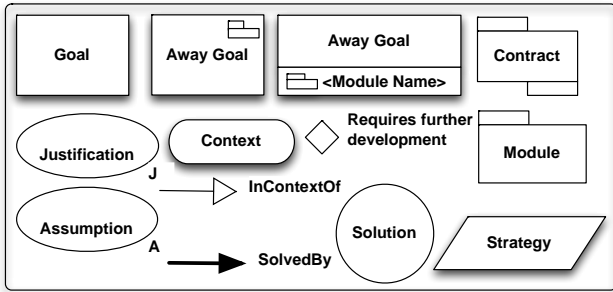 Goal
Away Goal
Away Goal
<Module Name>
Contract
Justification
J
Context
Requires further
development
Module
InContextOf
Assumption
A
SolvedBy
Solution
Strategy